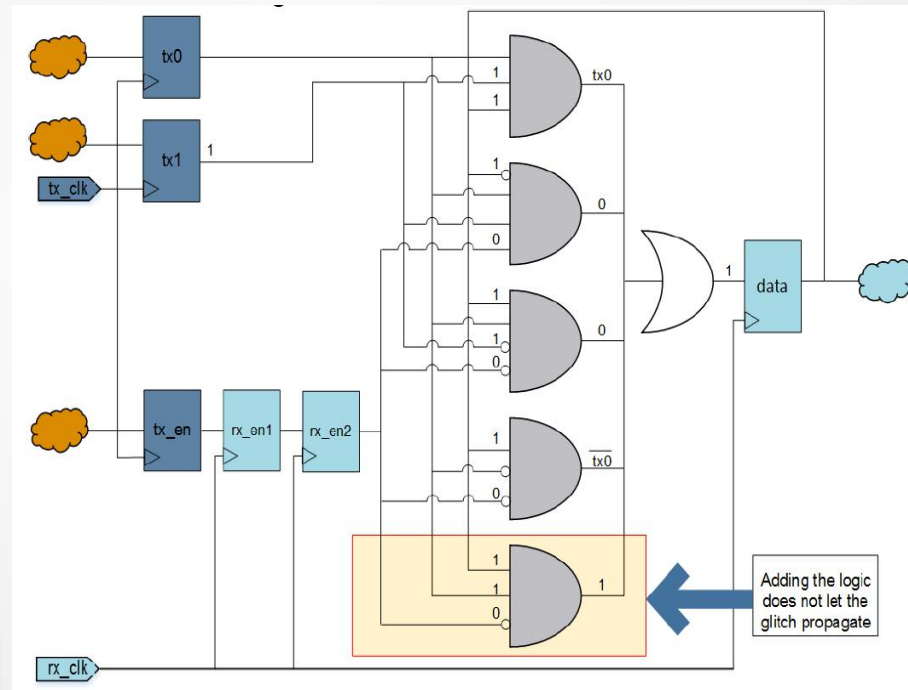 tx0
1
1
tx0
tx1
1
tx_clk
1
0
0
1
data
1
1
0
0
tx_en
rx_en1
rx_en2
1
0
tx0
1
1
0
1
Adding the logic
does not let the
glitch propagate
rx_clk